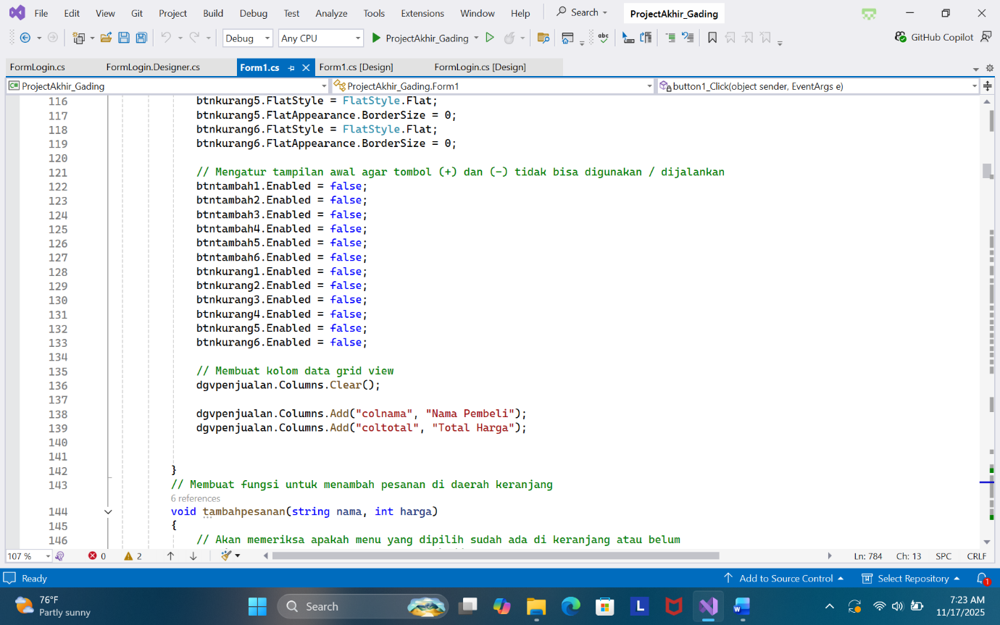 File Edit View Git Project Build Debug Test Analyze Tools Extensions Window Help Search ProjectAkhir_Gading
Debug Any CPU ProjectAkhir_Gading abc GitHub Copilot
FormLogin.cs FormLogin.Designer.cs Form1.cs Form1.cs [Design] FormLogin.cs [Design]
C# ProjectAkhir_Gading ProjectAkhir_Gading.Form1 button1_Click(object sender, EventArgs e)
116 btnkurang5.FlatStyle = FlatStyle.Flat;
117 btnkurang5.FlatAppearance.BorderSize = 0;
118 btnkurang6.FlatStyle = FlatStyle.Flat;
119 btnkurang6.FlatAppearance.BorderSize = 0;
120
121 // Mengatur tampilan awal agar tombol (+) dan (-) tidak bisa digunakan / dijalankan
122 btntambah1.Enabled = false;
123 btntambah2.Enabled = false;
124 btntambah3.Enabled = false;
125 btntambah4.Enabled = false;
126 btntambah5.Enabled = false;
127 btntambah6.Enabled = false;
128 btnkurang1.Enabled = false;
129 btnkurang2.Enabled = false;
130 btnkurang3.Enabled = false;
131 btnkurang4.Enabled = false;
132 btnkurang5.Enabled = false;
133 btnkurang6.Enabled = false;
134
135 // Membuat kolom data grid view
136 dgvpenjualan.Columns.Clear();
137
138 dgvpenjualan.Columns.Add("colnama", "Nama Pembeli");
139 dgvpenjualan.Columns.Add("coltotal", "Total Harga");
140
141
142 }
143 // Membuat fungsi untuk menambah pesanan di daerah keranjang
6 references
144 void tambahpesanan(string nama, int harga)
145 {
146 // Akan memeriksa apakah menu yang dipilih sudah ada di keranjang atau belum
107 % 0 2 Ln: 784 Ch: 13 SPC CRLF
Ready Add to Source Control Select Repository 1
76°F
Partly sunny
Search L W 7:23 AM
11/17/2025